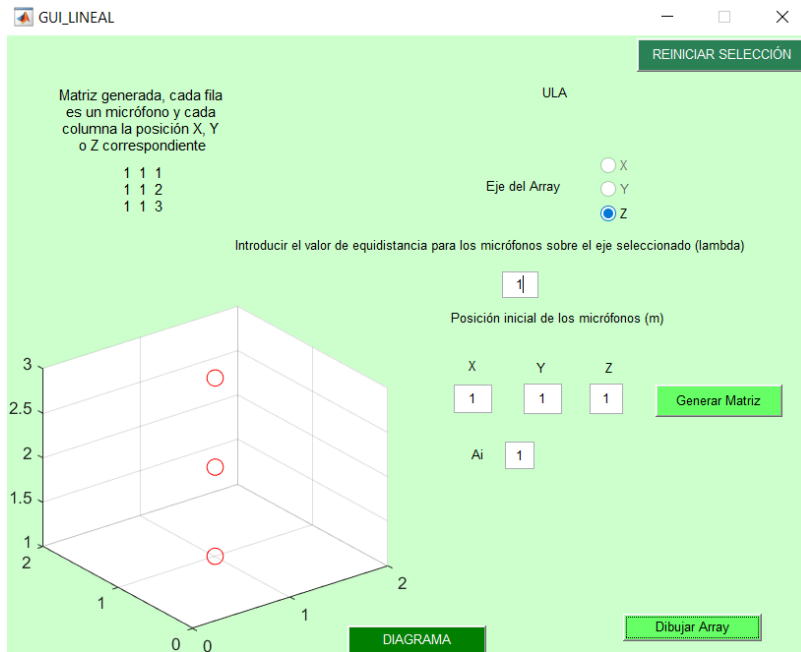 GUI_LINEAL
REINICIAR SELECCIÓN
Matriz generada, cada fila
es un micrófono y cada
columna la posición X, Y
o Z correspondiente
1 1 1
1 1 2
1 1 3
ULA
Eje del Array
X
Y
Z
Introducir el valor de equidistancia para los micrófonos sobre el eje seleccionado (lambda)
1
Posición inicial de los micrófonos (m)
X Y Z
1 1 1
Generar Matriz
Ai 1
3
2.5
2
1.5
1
2
1
0
0
1
2
DIAGRAMA
Dibujar Array